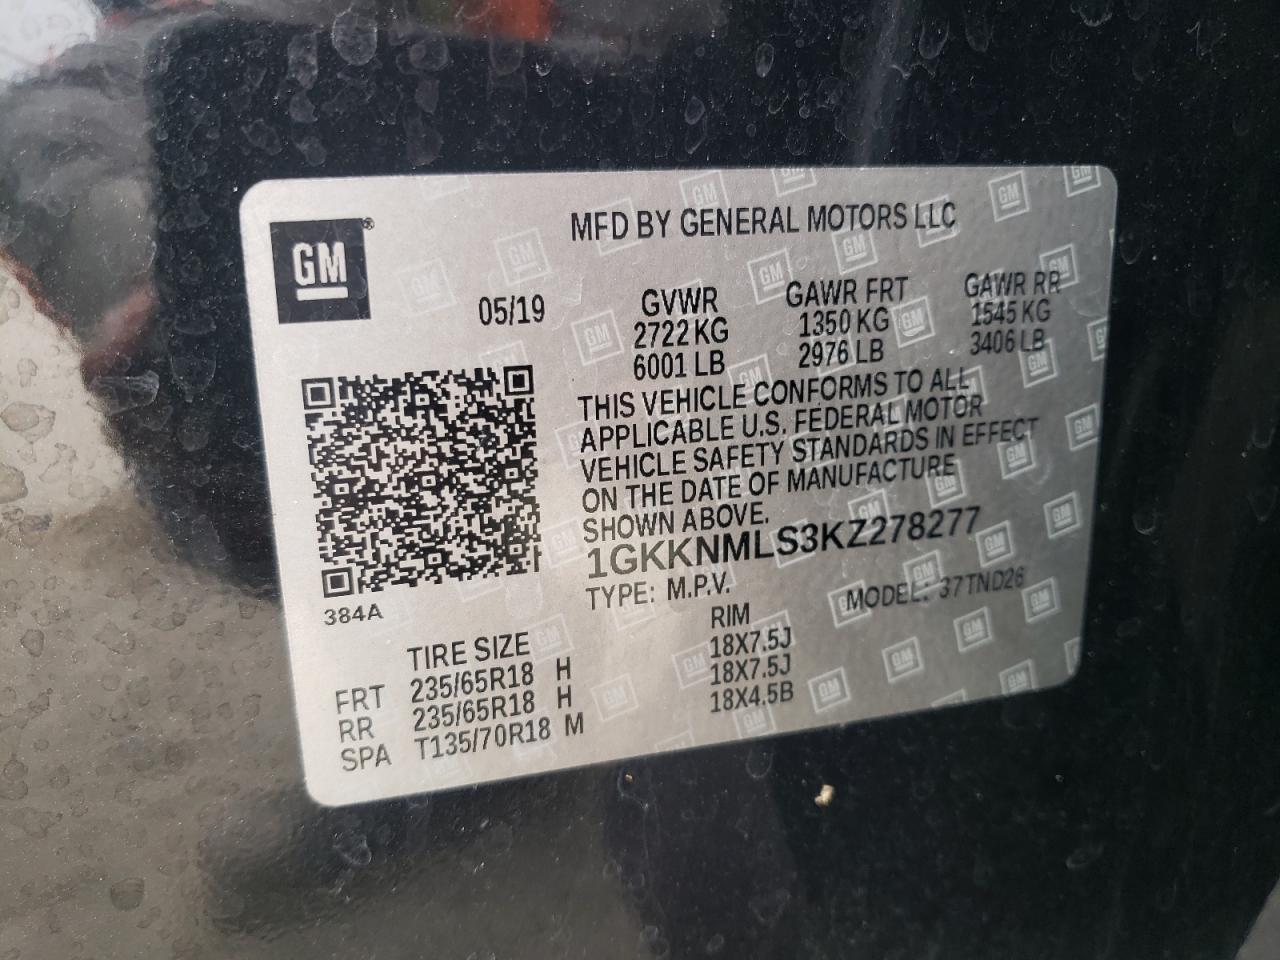 GM®
MFD BY GENERAL MOTORS LLC
05/19
GVWR GAWR FRT GAWR RR
2722 KG 1350 KG 1545 KG
6001 LB 2976 LB 3406 LB
THIS VEHICLE CONFORMS TO ALL
APPLICABLE U.S. FEDERAL MOTOR
VEHICLE SAFETY STANDARDS IN EFFECT
ON THE DATE OF MANUFACTURE
SHOWN ABOVE.
1GKKNMLS3KZ278277
TYPE: M.P.V. MODEL: 37TND26
384A
TIRE SIZE RIM
FRT 235/65R18 H 18X7.5J
RR 235/65R18 H 18X7.5J
SPA T135/70R18 M 18X4.5B